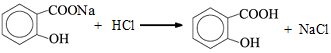 COONa + HCl ⟶ COOH + NaCl
OH OH